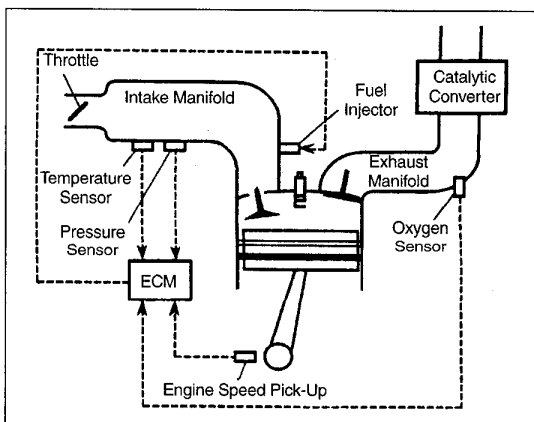 Throttle
Intake Manifold
Fuel
Injector
Catalytic
Converter
Temperature
Sensor
Pressure
Sensor
Exhaust
Manifold
Oxygen
Sensor
ECM
Engine Speed Pick-Up